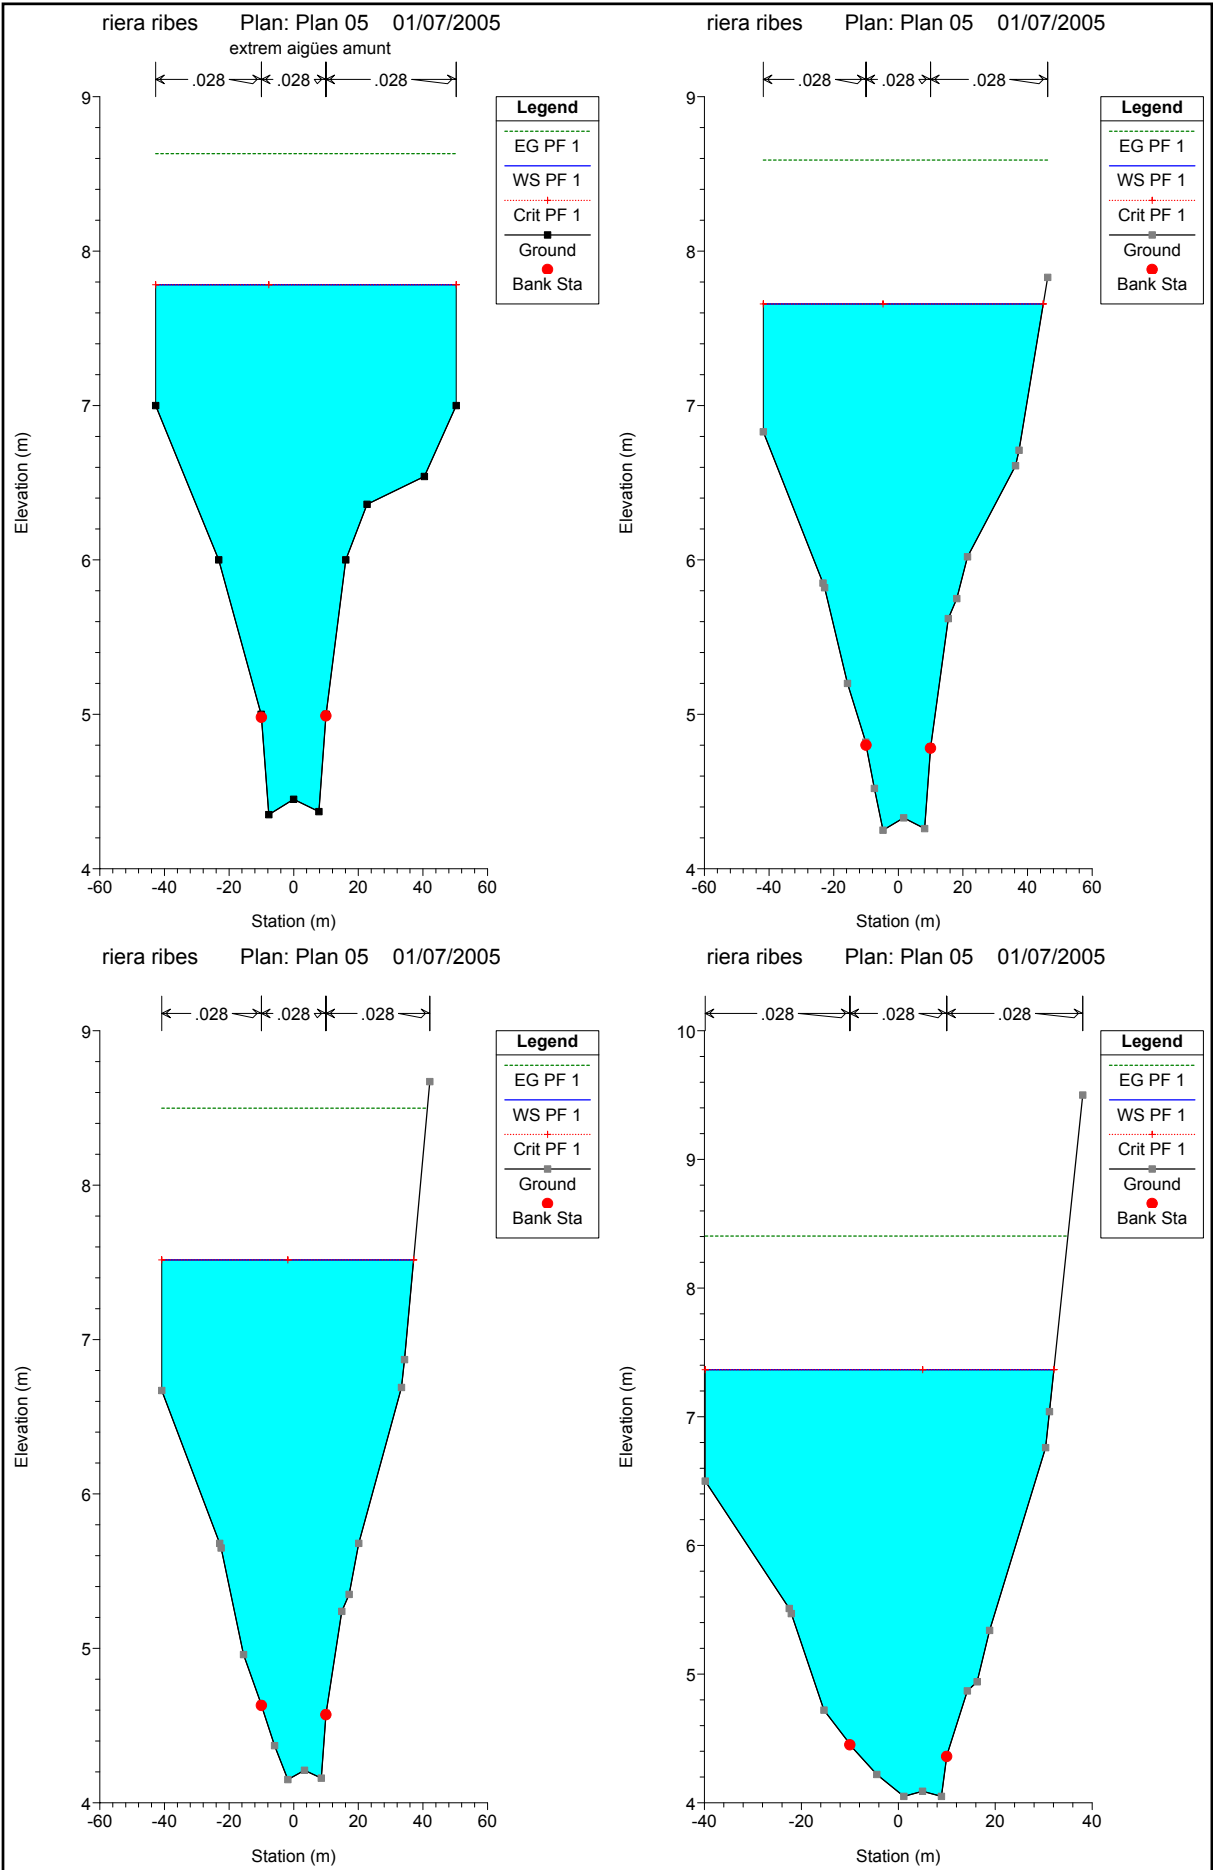 riera ribes Plan: Plan 05 01/07/2005
extrem aigües amunt
.028 .028 .028
9
8
7
6
5
4
Elevation (m)
-60 -40 -20 0 20 40 60
Station (m)
Legend
EG PF 1
WS PF 1
Crit PF 1
Ground
Bank Sta
riera ribes Plan: Plan 05 01/07/2005
.028 .028 .028
9
8
7
6
5
4
Elevation (m)
-60 -40 -20 0 20 40 60
Station (m)
Legend
EG PF 1
WS PF 1
Crit PF 1
Ground
Bank Sta
riera ribes Plan: Plan 05 01/07/2005
.028 .028 .028
9
8
7
6
5
4
Elevation (m)
-60 -40 -20 0 20 40 60
Station (m)
Legend
EG PF 1
WS PF 1
Crit PF 1
Ground
Bank Sta
riera ribes Plan: Plan 05 01/07/2005
.028 .028 .028
10
9
8
7
6
5
4
Elevation (m)
-40 -20 0 20 40
Station (m)
Legend
EG PF 1
WS PF 1
Crit PF 1
Ground
Bank Sta